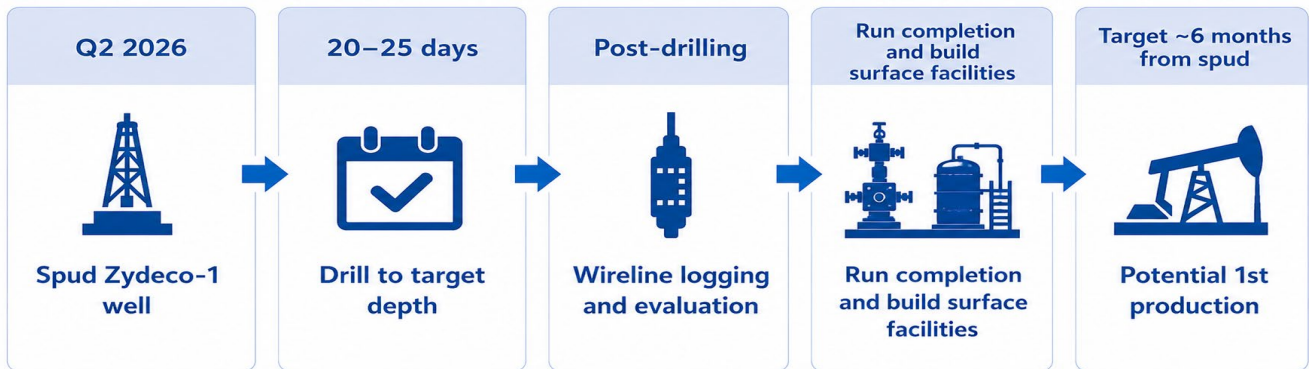 Q2 2026
Spud Zydeco-1
well
20–25 days
Drill to target
depth
Post-drilling
Wireline logging
and evaluation
Run completion
and build
surface facilities
Run completion
and build surface
facilities
Target ~6 months
from spud
Potential 1st
production